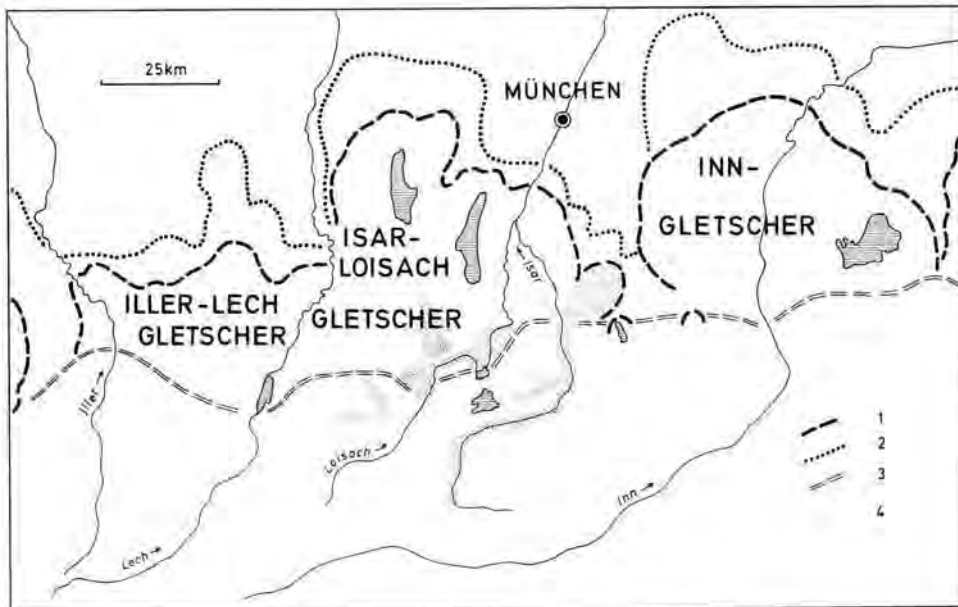 25km
MÜNCHEN
INN-
GLETSCHER
ISAR-
LOISACH
GLETSCHER
ILLER-LECH
GLETSCHER
←Isar
Iller→
Loisach→
Lech→
Inn→
1
2
3
4